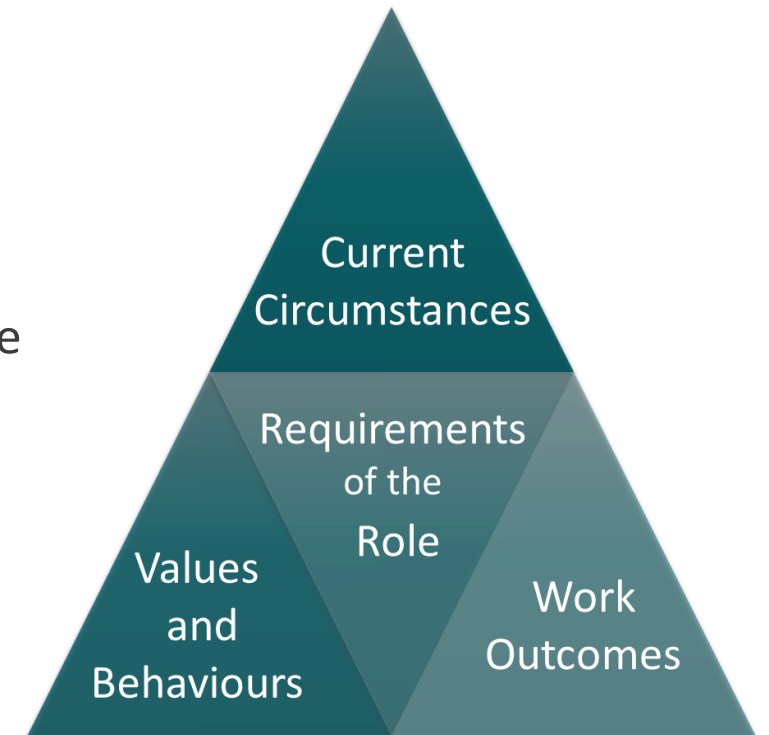 Current
Circumstances
e
Requirements
of the
Role
Values
and
Behaviours
Work
Outcomes